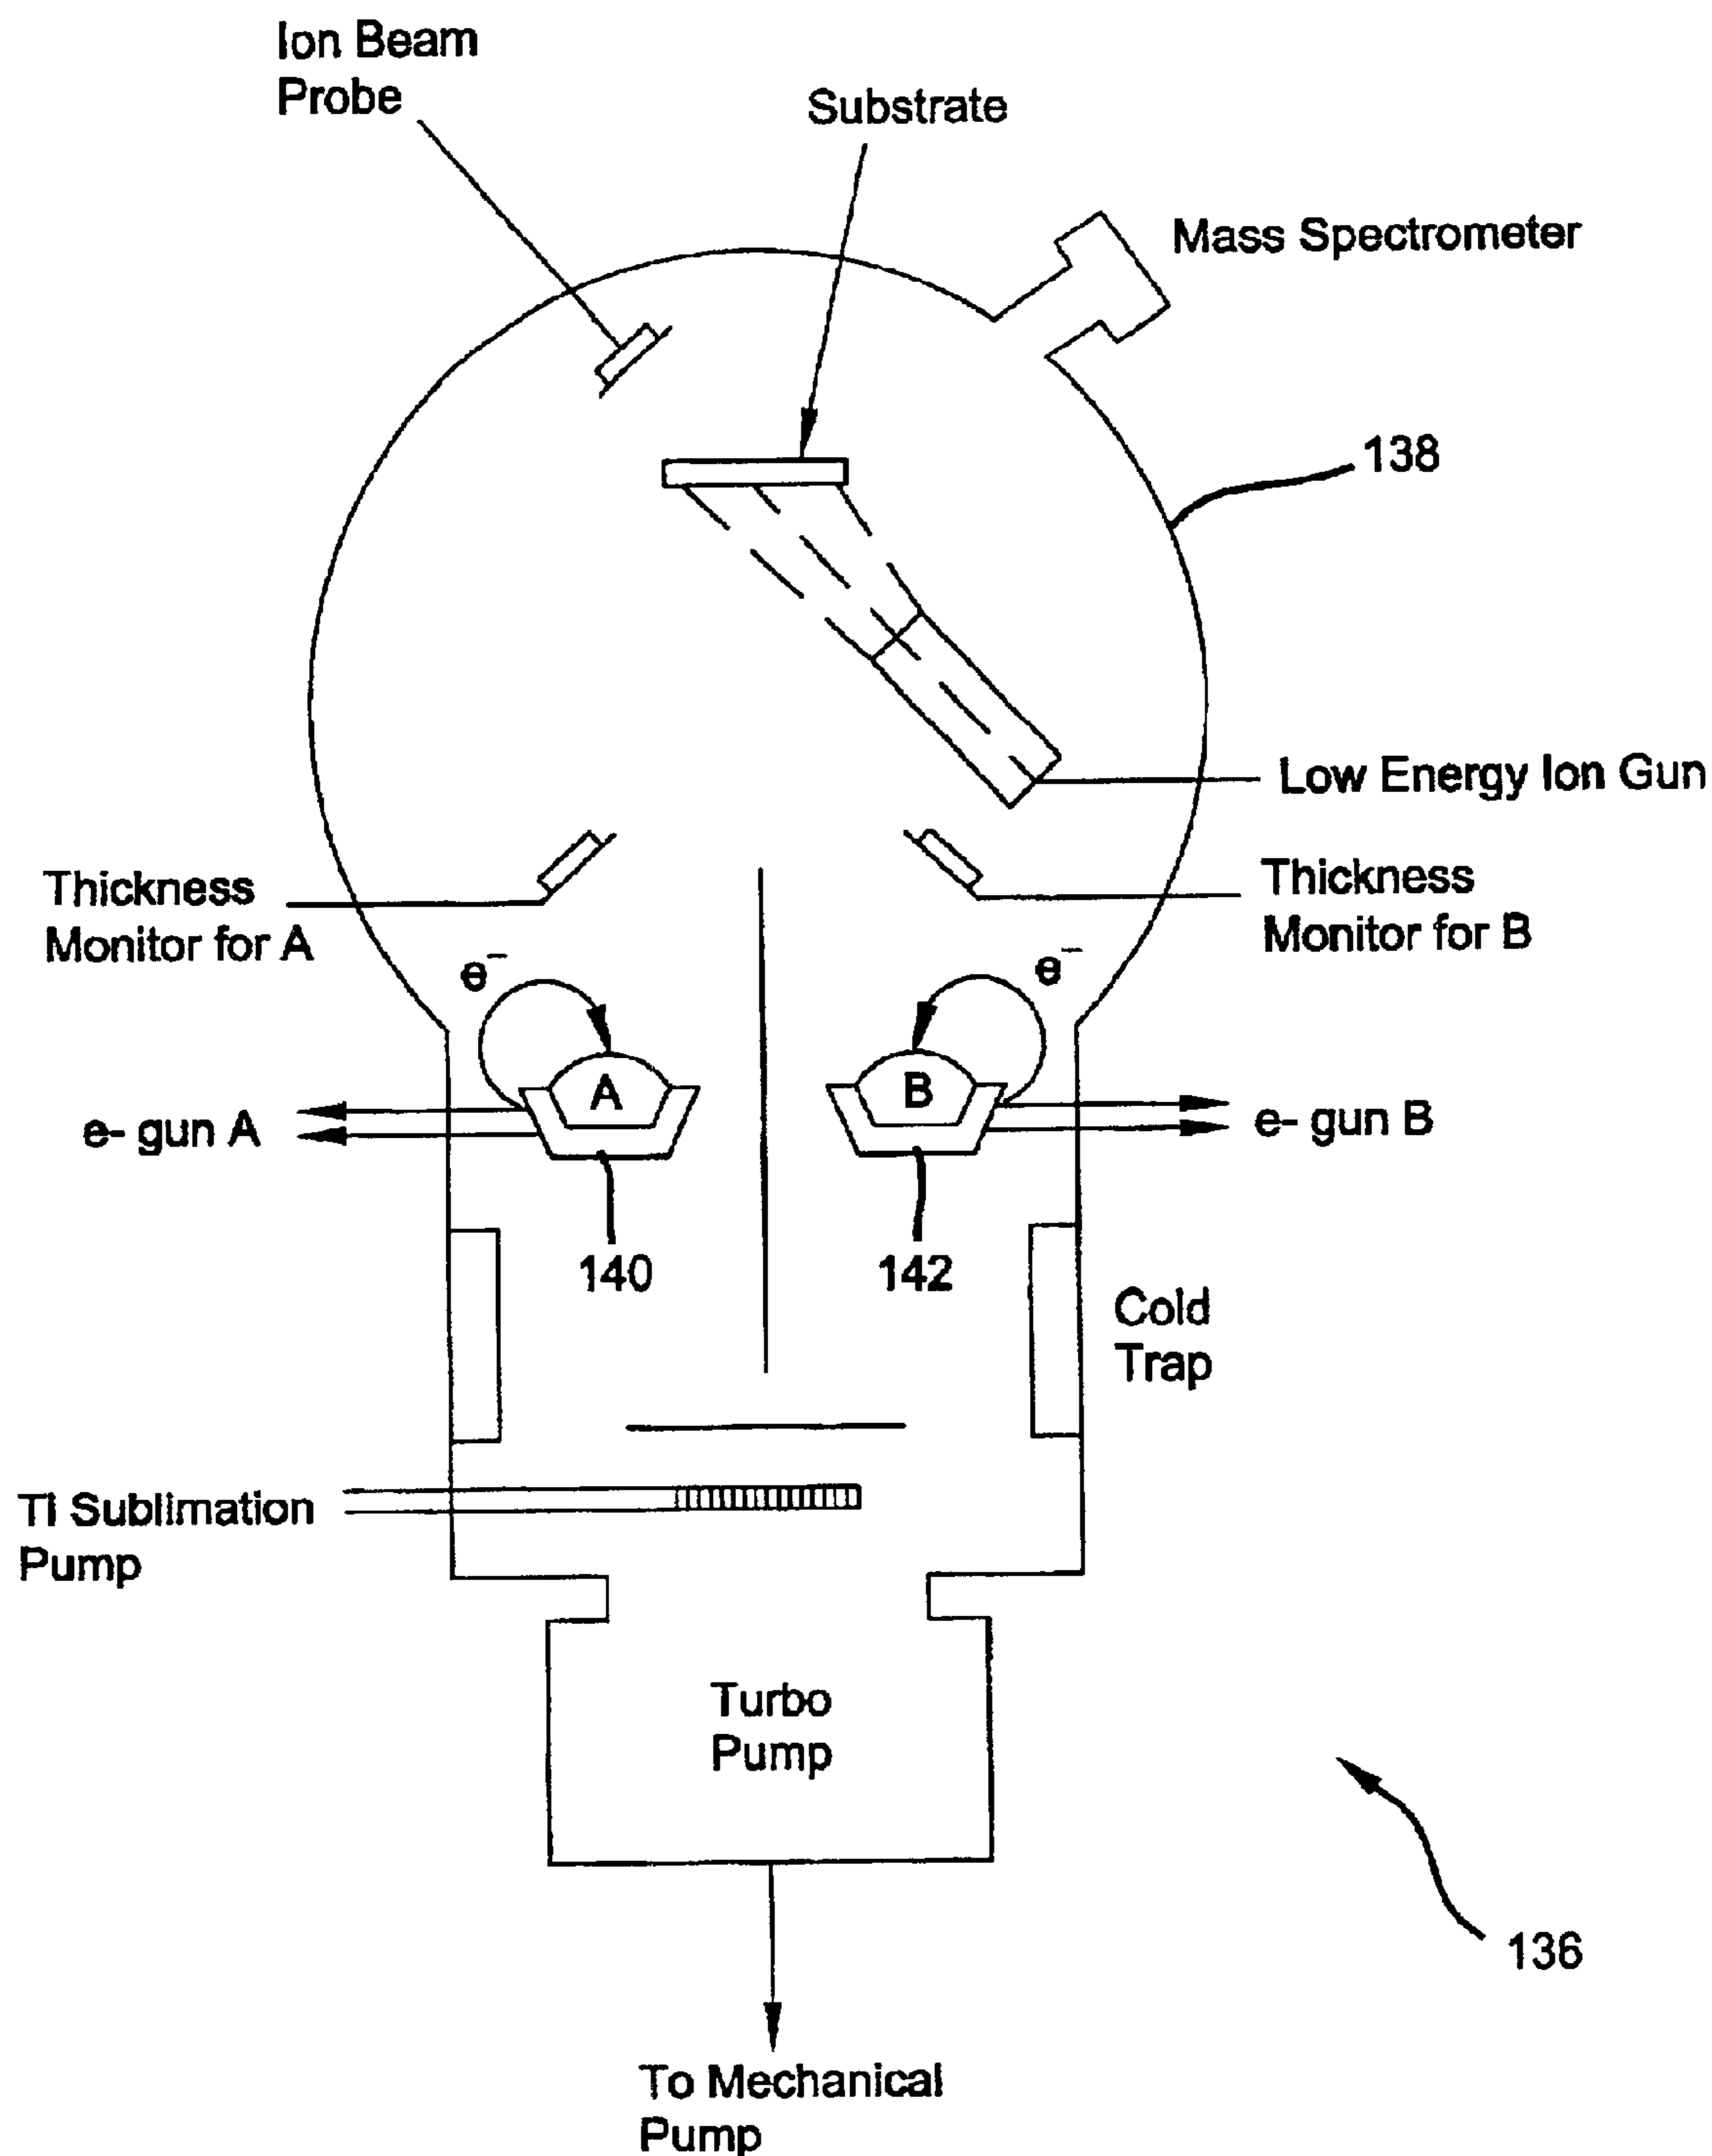 Ion Beam
Probe
Substrate
Mass Spectrometer
138
Low Energy Ion Gun
Thickness
Monitor for A
Thickness
Monitor for B
e⁻
e⁻
A
B
e- gun A
e- gun B
140
142
Cold
Trap
TI Sublimation
Pump
Turbo
Pump
136
To Mechanical
Pump